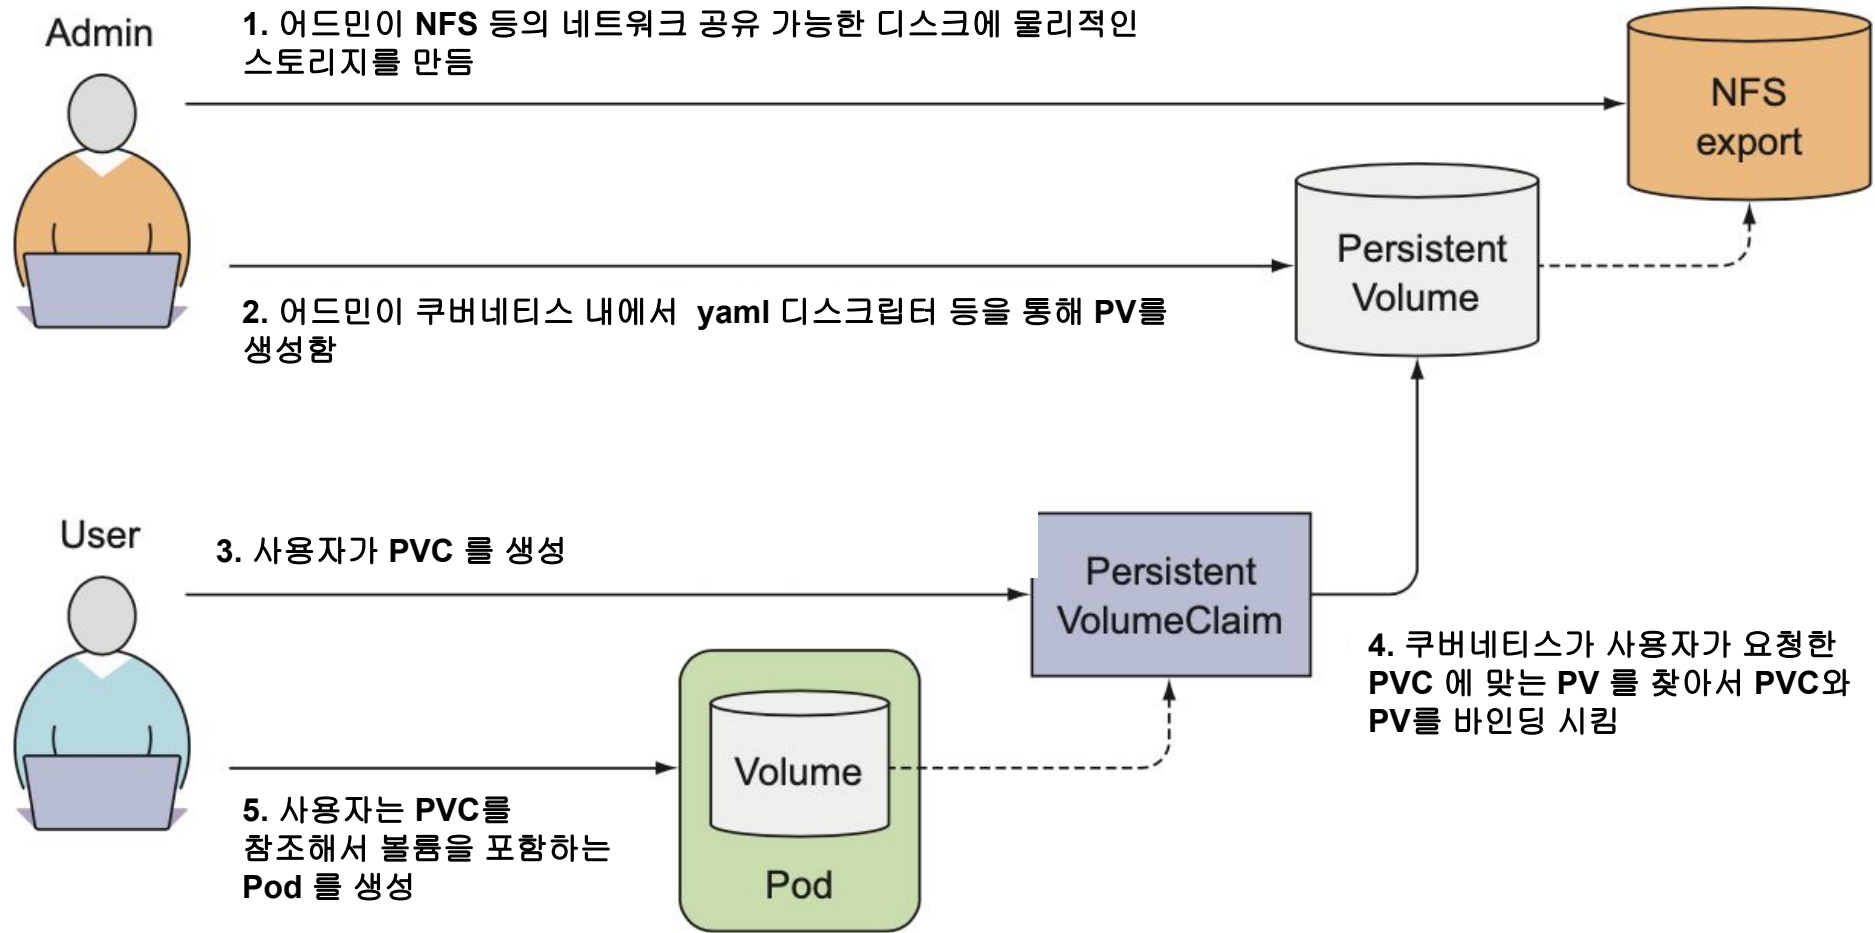 Admin
1. 어드민이 NFS 등의 네트워크 공유 가능한 디스크에 물리적인
스토리지를 만듬
NFS
export
Persistent
Volume
2. 어드민이 쿠버네티스 내에서 yaml 디스크립터 등을 통해 PV를
생성함
User
3. 사용자가 PVC 를 생성
Persistent
VolumeClaim
4. 쿠버네티스가 사용자가 요청한
PVC 에 맞는 PV 를 찾아서 PVC와
PV를 바인딩 시킴
Volume
Pod
5. 사용자는 PVC를
참조해서 볼륨을 포함하는
Pod 를 생성